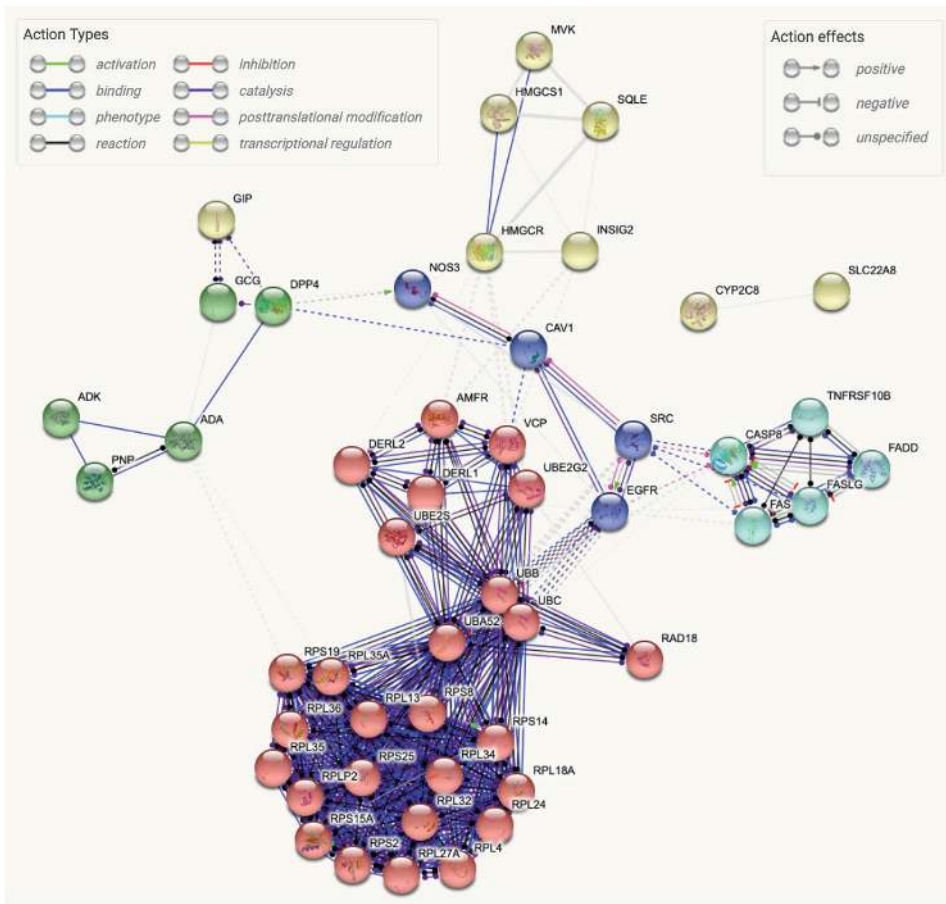 Action Types
activation
inhibition
binding
catalysis
phenotype
posttranslational modification
reaction
transcriptional regulation
Action effects
positive
negative
unspecified
MVK
HMGCS1
SQLE
GIP
HMGCR
INSIG2
GCG
DPP4
NOS3
SLC22A8
CYP2C8
CAV1
ADK
ADA
AMFR
VCP
SRC
TNFRSF10B
CASP8
FADD
DERL2
PNP
DERL1
UBE2G2
EGFR
FASLG
FAS
UBE2S
UBB
UBC
UBA52
RAD18
RPS19
RPL35A
RPL13
RPS8
RPL36
RPS14
RPL35
RPS25
RPL34
RPLP2
RPL18A
RPL32
RPL24
RPS15A
RPS2
RPL27A
RPL4